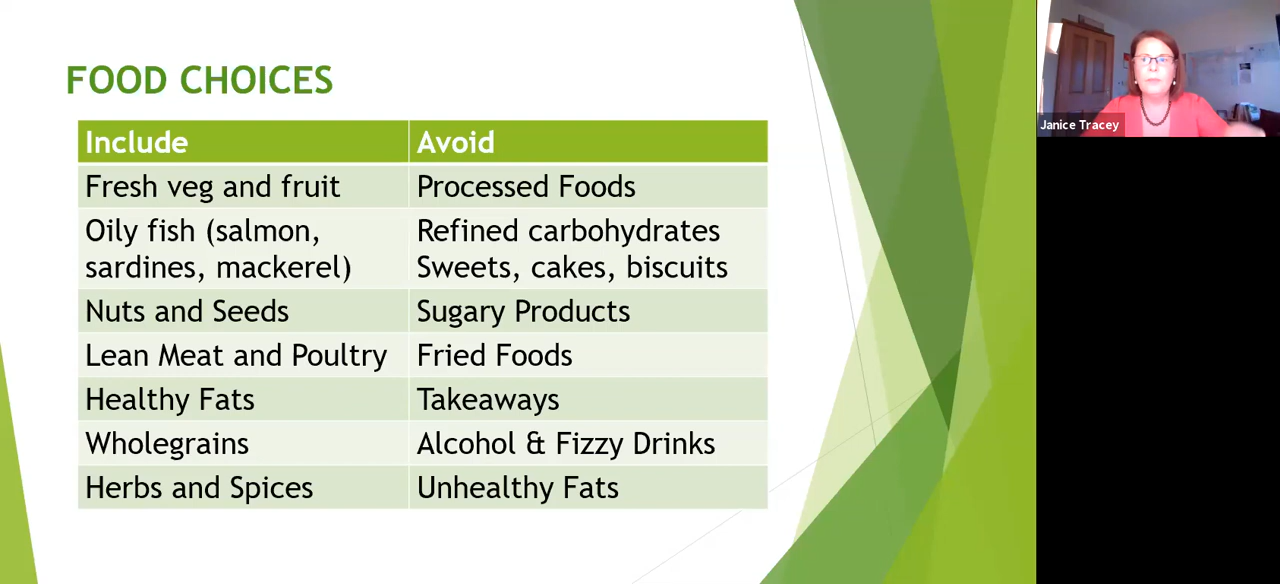 FOOD CHOICES
Include
Avoid
Fresh veg and fruit
Processed Foods
Oily fish (salmon,
sardines, mackerel)
Refined carbohydrates
Sweets, cakes, biscuits
Nuts and Seeds
Sugary Products
Lean Meat and Poultry
Fried Foods
Healthy Fats
Takeaways
Wholegrains
Alcohol & Fizzy Drinks
Herbs and Spices
Unhealthy Fats
Janice Tracey